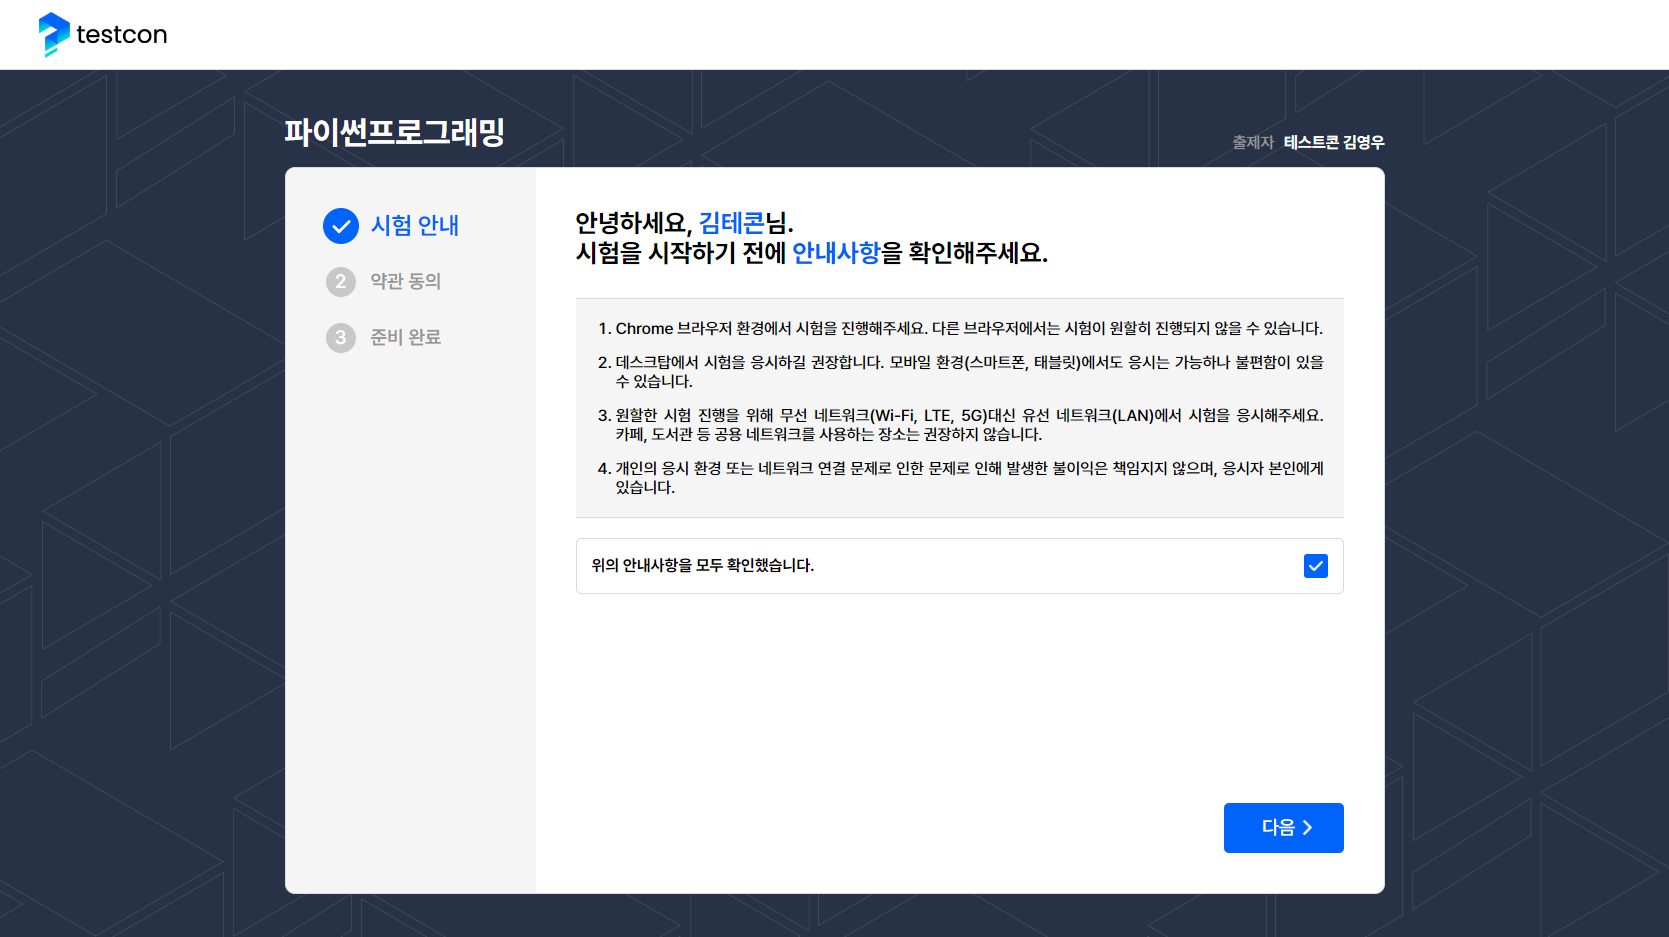 testcon
파이썬프로그래밍
출제자 테스트콘 김영우
시험 안내
2 약관 동의
3 준비 완료
안녕하세요, 김테콘님.
시험을 시작하기 전에 안내사항을 확인해주세요.
1. Chrome 브라우저 환경에서 시험을 진행해주세요. 다른 브라우저에서는 시험이 원할히 진행되지 않을 수 있습니다.
2. 데스크탑에서 시험을 응시하길 권장합니다. 모바일 환경(스마트폰, 태블릿)에서도 응시는 가능하나 불편함이 있을
수 있습니다.
3. 원할한 시험 진행을 위해 무선 네트워크(Wi-Fi, LTE, 5G)대신 유선 네트워크(LAN)에서 시험을 응시해주세요.
카페, 도서관 등 공용 네트워크를 사용하는 장소는 권장하지 않습니다.
4. 개인의 응시 환경 또는 네트워크 연결 문제로 인한 문제로 인해 발생한 불이익은 책임지지 않으며, 응시자 본인에게
있습니다.
위의 안내사항을 모두 확인했습니다.
다음